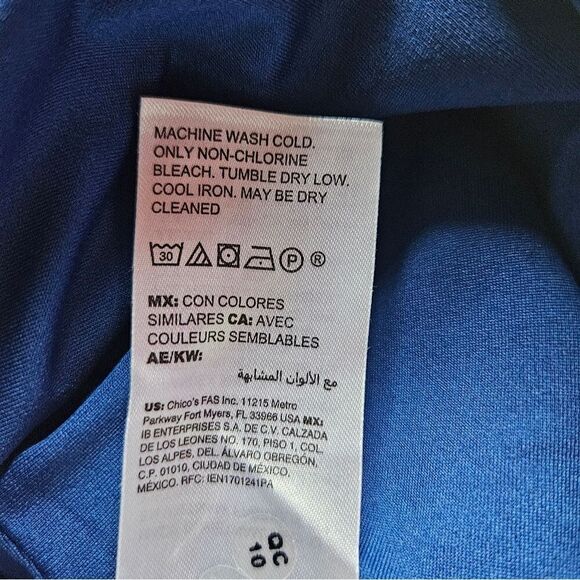 MACHINE WASH COLD.
ONLY NON-CHLORINE
BLEACH. TUMBLE DRY LOW.
COOL IRON. MAY BE DRY
CLEANED
30 P ®
MX: CON COLORES
SIMILARES CA: AVEC
COULEURS SEMBLABLES
AE/KW:
مع الألوان المشابهة
US: Chico's FAS Inc. 11215 Metro
Parkway Fort Myers, FL 33966 USA MX:
IB ENTERPRISES S.A. DE C.V. CALZADA
DE LOS LEONES NO. 170, PISO 1, COL.
LOS ALPES, DEL. ÁLVARO OBREGÓN,
C.P. 01010, CIUDAD DE MÉXICO,
MÉXICO. RFC: IEN1701241PA
QC
10